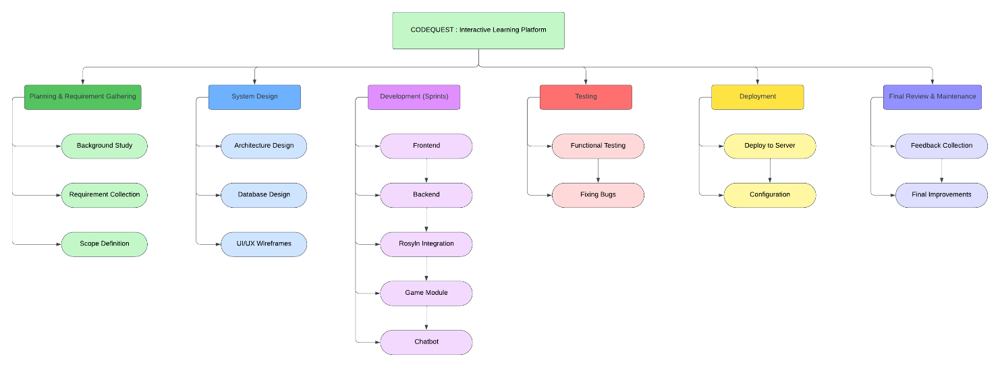 CODEQUEST : Interactive Learning Platform
Planning & Requirement Gathering
Background Study
Requirement Collection
Scope Definition
System Design
Architecture Design
Database Design
UI/UX Wireframes
Development (Sprints)
Frontend
Backend
Rosyln Integration
Game Module
Chatbot
Testing
Functional Testing
Fixing Bugs
Deployment
Deploy to Server
Configuration
Final Review & Maintenance
Feedback Collection
Final Improvements